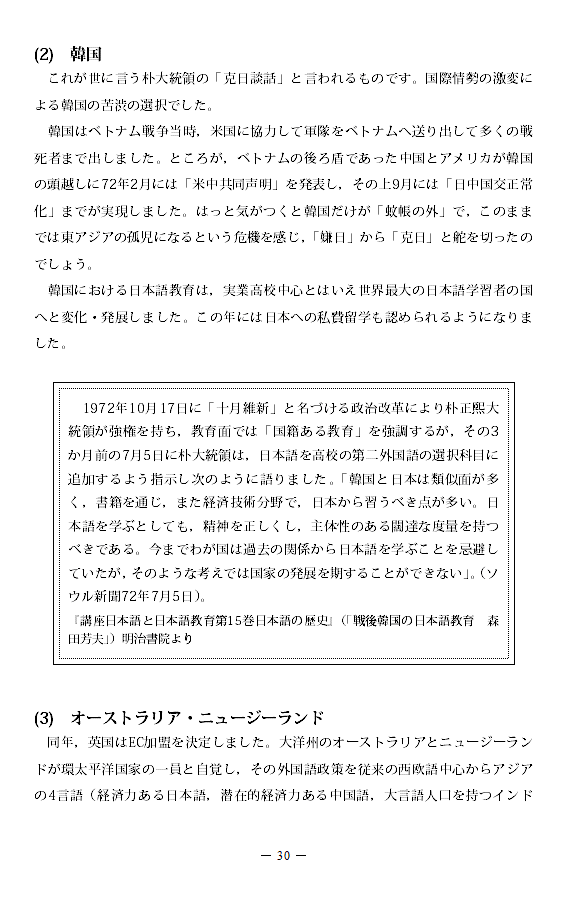 (2)　韓国
これが世に言う朴大統領の「克日談話」と言われるものです。国際情勢の激変に
よる韓国の苦渋の選択でした。
韓国はベトナム戦争当時，米国に協力して軍隊をベトナムへ送り出して多くの戦
死者まで出しました。ところが，ベトナムの後ろ盾であった中国とアメリカが韓国
の頭越しに72年2月には「米中共同声明」を発表し，その上9月には「日中国交正常
化」までが実現しました。はっと気がつくと韓国だけが「蚊帳の外」で，このまま
では東アジアの孤児になるという危機を感じ，「嫌日」から「克日」と舵を切ったの
でしょう。
韓国における日本語教育は，実業高校中心とはいえ世界最大の日本語学習者の国
へと変化・発展しました。この年には日本への私費留学も認められるようになりま
した。
1972年10月17日に「十月維新」と名づける政治改革により朴正熙大
統領が強権を持ち，教育面では「国籍ある教育」を強調するが，その3
か月前の7月5日に朴大統領は，日本語を高校の第二外国語の選択科目に
追加するよう指示し次のように語りました。「韓国と日本は類似面が多
く，書籍を通じ，また経済技術分野で，日本から習うべき点が多い。日
本語を学ぶとしても，精神を正しくし，主体性のある闊達な度量を持つ
べきである。今までわが国は過去の関係から日本語を学ぶことを忌避し
ていたが，そのような考えでは国家の発展を期することができない」。（ソ
ウル新聞72年7月5日）。
『講座日本語と日本語教育第15巻日本語の歴史』（「戦後韓国の日本語教育　森
田芳夫」）明治書院より
(3)　オーストラリア・ニュージーランド
同年，英国はEC加盟を決定しました。大洋州のオーストラリアとニュージーラン
ドが環太平洋国家の一員と自覚し，その外国語政策を従来の西欧語中心からアジア
の4言語（経済力ある日本語，潜在的経済力ある中国語，大言語人口を持つインド
― 30 ―